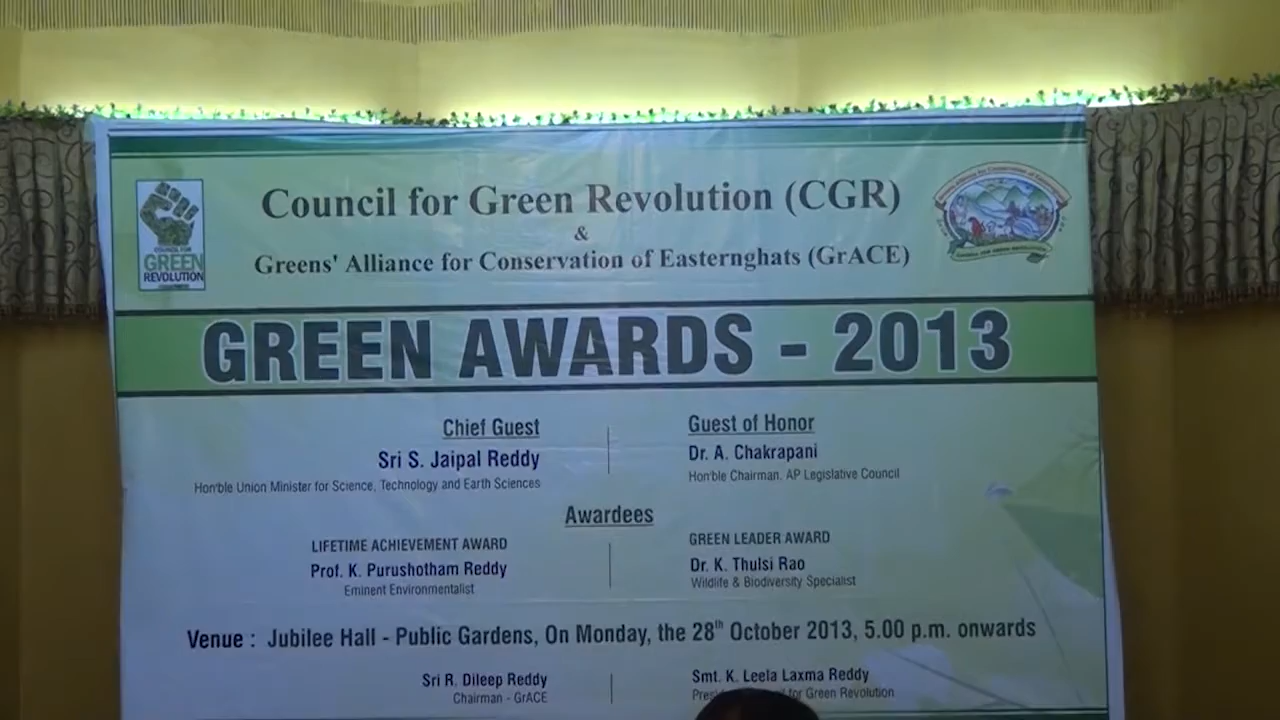 Council for Green Revolution (CGR)
&
Greens' Alliance for Conservation of Easternghats (GrACE)
COUNCIL FOR
GREEN
REVOLUTION
GREEN AWARDS - 2013
Chief Guest
Sri S. Jaipal Reddy
Hon'ble Union Minister for Science, Technology and Earth Sciences
Guest of Honor
Dr. A. Chakrapani
Hon'ble Chairman, AP Legislative Council
Awardees
LIFETIME ACHIEVEMENT AWARD
Prof. K. Purushotham Reddy
Eminent Environmentalist
GREEN LEADER AWARD
Dr. K. Thulsi Rao
Wildlife & Biodiversity Specialist
Venue : Jubilee Hall - Public Gardens, On Monday, the 28th October 2013, 5.00 p.m. onwards
Sri R. Dileep Reddy
Chairman - GrACE
Smt. K. Leela Laxma Reddy
for Green Revolution